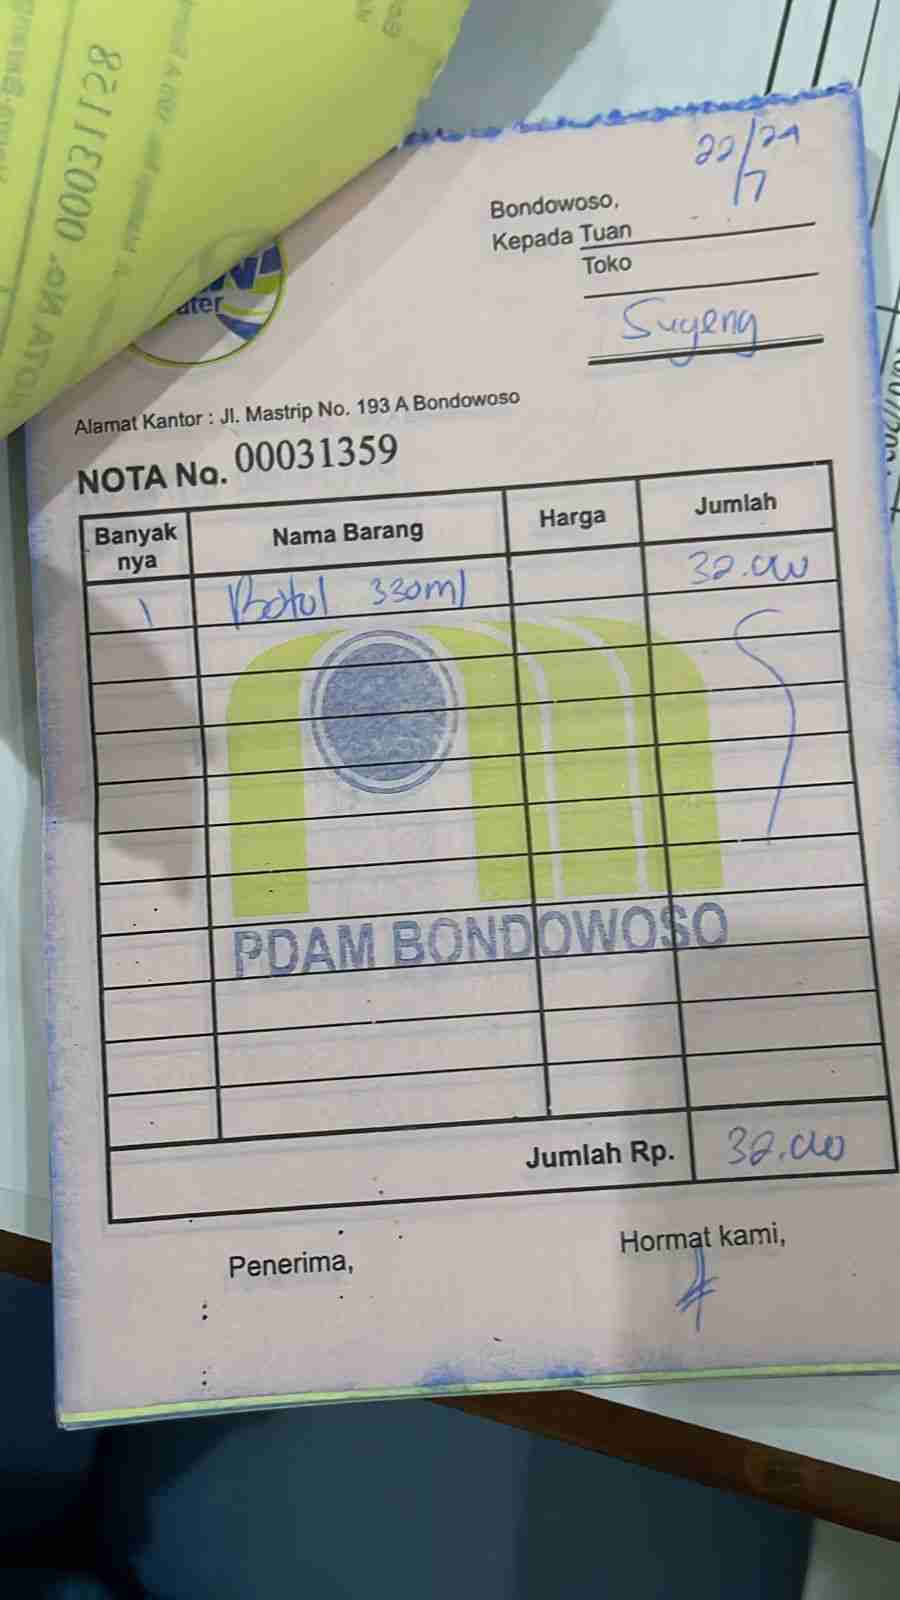 22/24
/7
Bondowoso,
Kepada Tuan
Toko
Sugeng
ater
Alamat Kantor : Jl. Mastrip No. 193 A Bondowoso
NOTA No. 00031359
Banyak nya Nama Barang Harga Jumlah
1 Botol 330ml 32.000
PDAM BONDOWOSO
Jumlah Rp. 32.000
Penerima, Hormat kami,
NOTA No. 00031158